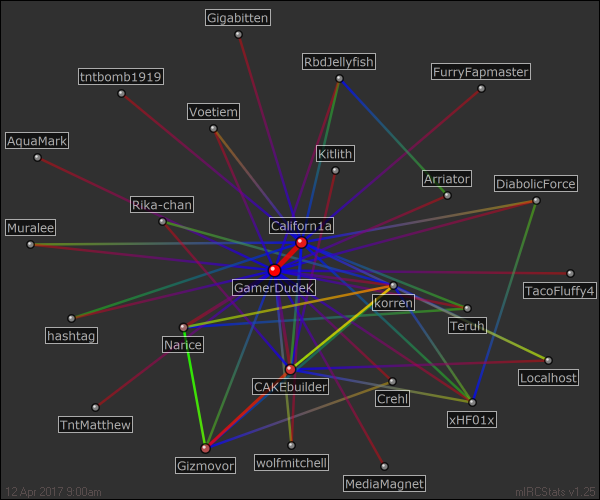 Gigabitten
RbdJellyfish
FurryFapmaster
tntbomb1919
Voetiem
AquaMark
Kitlith
Arriator
DiabolicForce
Rika-chan
Muralee
Californ1a
GamerDudeK
TacoFluffy4
korren
hashtag
Teruh
Nance
Localhost
CAKEbuilder
Crehl
TntMatthew
xHF01x
Gizmovor
wolfmitchell
MediaMagnet
12 Apr 2017 9:00am
mIRCStats v1.25